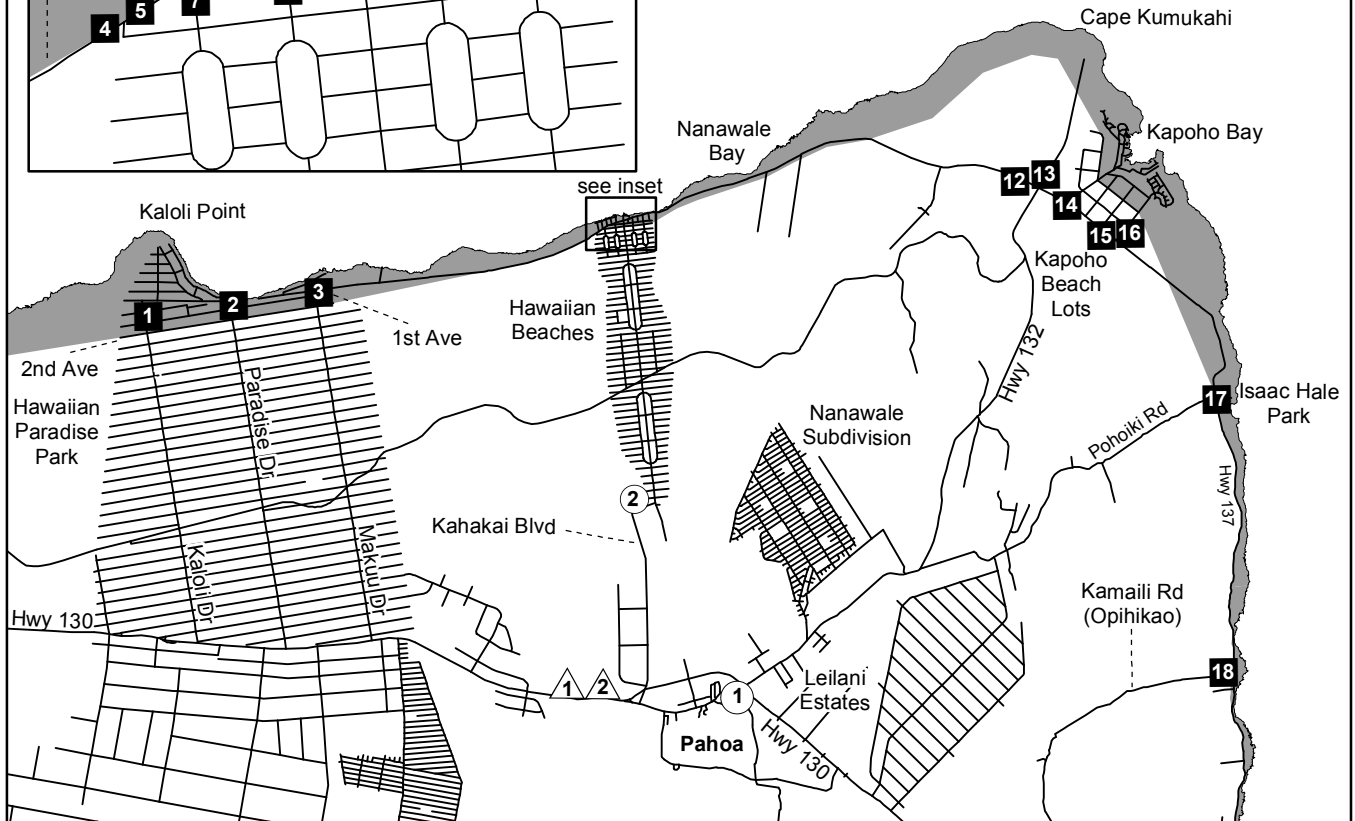 4
5
7
Cape Kumukahi
Nanawale
Bay
Kapoho Bay
see inset
12
13
14
15
16
Kaloli Point
Kapoho
Beach
Lots
1
2
3
Hawaiian
Beaches
1st Ave
2nd Ave
Hwy 132
Hawaiian
Paradise
Park
Paradise Dr
Nanawale
Subdivision
17
Isaac Hale
Park
Pohoiki Rd
Hwy 137
2
Kahakai Blvd
Kaloli Dr
Makuu Dr
Kamaili Rd
(Opihikao)
Hwy 130
18
1
2
1
Leilani
Estates
Pahoa
Hwy 130